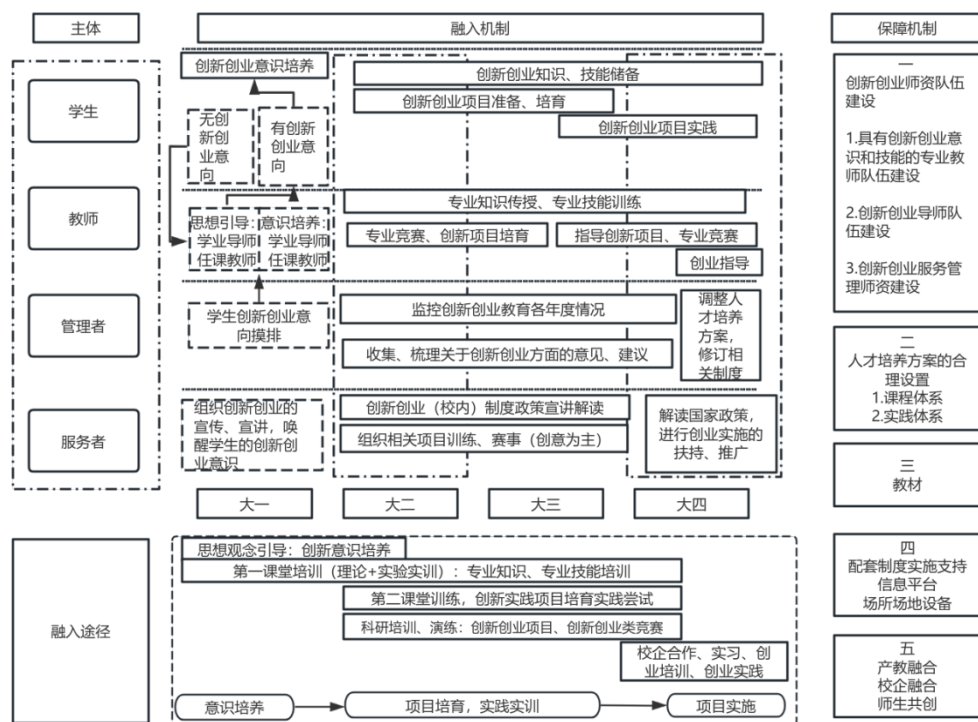 主体
融入机制
保障机制
学生
教师
管理者
服务者
创新创业意识培养
无创
新创
业意
向
有创新
创业意
向
创新创业知识、技能储备
创新创业项目准备、培育
创新创业项目实践
思想引导：
学业导师
任课教师
意识培养：
学业导师
任课教师
专业知识传授、专业技能训练
专业竞赛、创新项目培育
指导创新项目、专业竞赛
创业指导
学生创新创业意
向摸排
监控创新创业教育各年度情况
收集、梳理关于创新创业方面的意见、建议
调整人
才培养
方案，
修订相
关制度
组织创新创业的
宣传、宣讲，唤
醒学生的创新创
业意识
创新创业（校内）制度政策宣讲解读
组织相关项目训练、赛事（创意为主）
解读国家政策，
进行创业实施的
扶持、推广
大一
大二
大三
大四
融入途径
思想观念引导：创新意识培养
第一课堂培训（理论+实验实训）：专业知识、专业技能培训
第二课堂训练，创新实践项目培育实践尝试
科研培训、演练：创新创业项目、创新创业类竞赛
校企合作、实习、创
业培训、创业实践
意识培养
项目培育，实践实训
项目实施
一
创新创业师资队伍
建设
1.具有创新创业意
识和技能的专业教
师队伍建设
2.创新创业导师队
伍建设
3.创新创业服务管
理师资建设
二
人才培养方案的合
理设置
1.课程体系
2.实践体系
三
教材
四
配套制度实施支持
信息平台
场所场地设备
五
产教融合
校企融合
师生共创